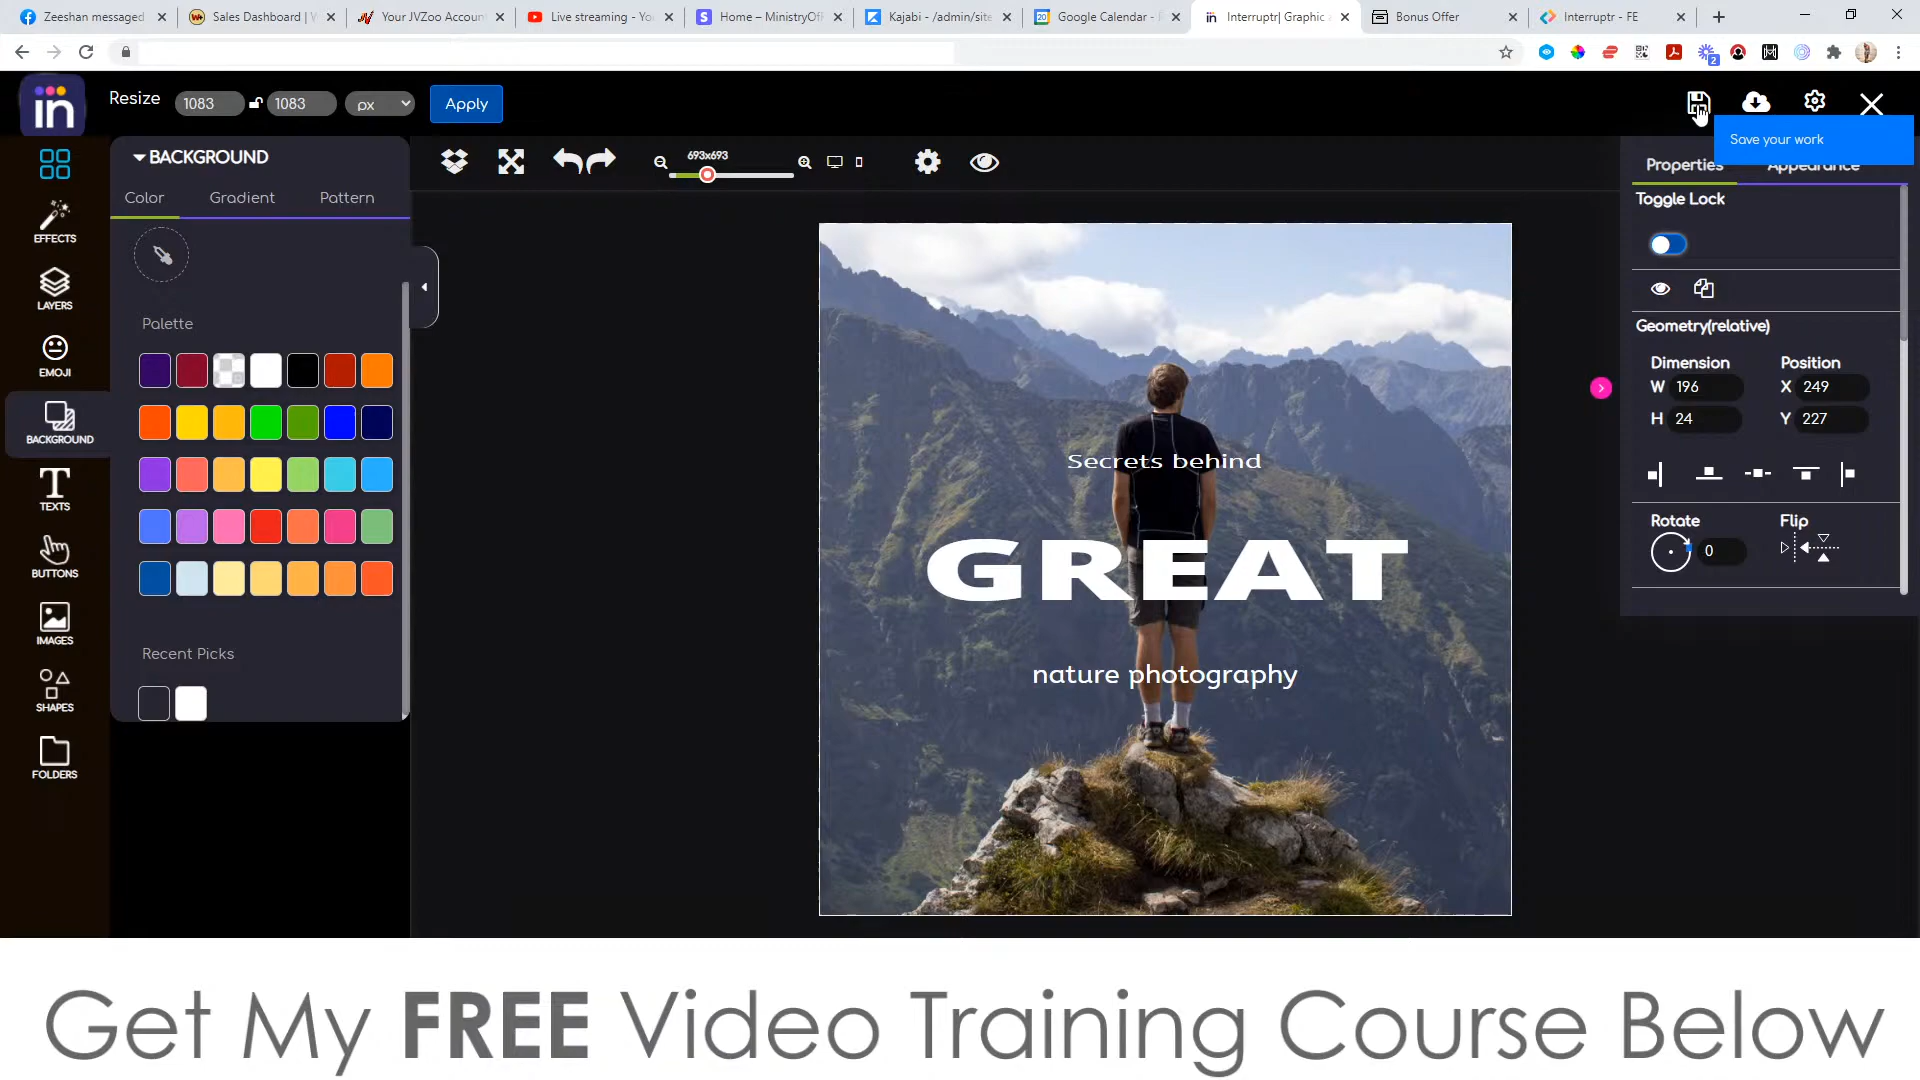 Zeeshan messaged
Sales Dashboard | W
Your JVZoo Accoun
Live streaming - Yo
Home – MinistryOf
Kajabi - /admin/site
Google Calendar -
Interruptr| Graphic
Bonus Offer
Interruptr - FE
2
in
Resize 1083 1083 px Apply
Save your work
BACKGROUND
Color Gradient Pattern
Palette
Recent Picks
EFFECTS
LAYERS
EMOJI
BACKGROUND
TEXTS
BUTTONS
IMAGES
SHAPES
FOLDERS
693x693
Secrets behind
GREAT
nature photography
Properties Appearance
Toggle Lock
Geometry(relative)
Dimension Position
W 196 X 249
H 24 Y 227
Rotate Flip
0
Get My FREE Video Training Course Below